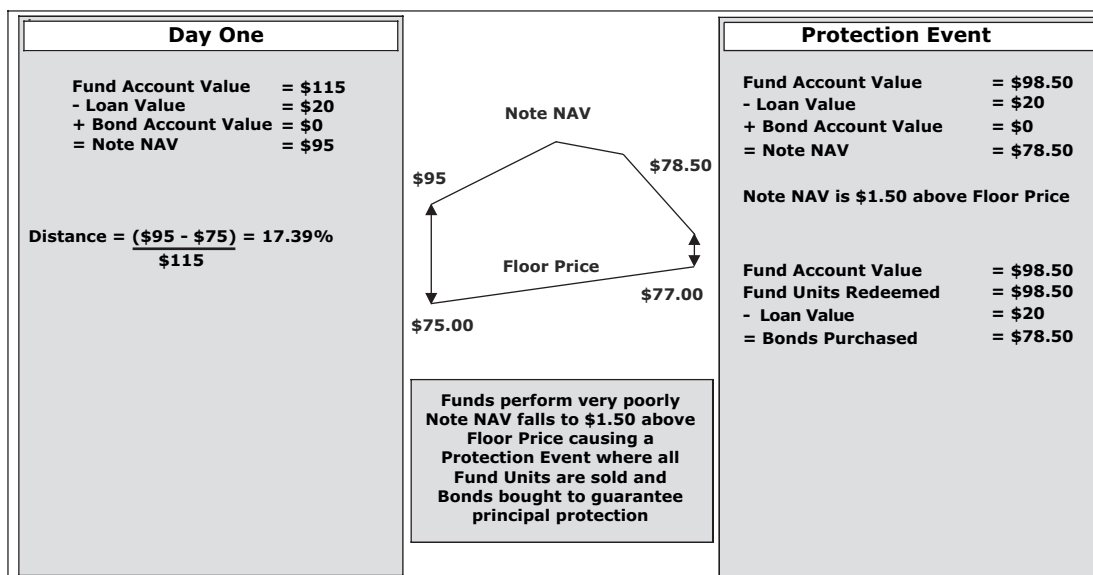 Day One
Fund Account Value = $115
- Loan Value = $20
+ Bond Account Value = $0
= Note NAV = $95
Distance = ($95 - $75) = 17.39%
$115
Note NAV
$95
$78.50
Floor Price
$77.00
$75.00
Funds perform very poorly
Note NAV falls to $1.50 above
Floor Price causing a
Protection Event where all
Fund Units are sold and
Bonds bought to guarantee
principal protection
Protection Event
Fund Account Value = $98.50
- Loan Value = $20
+ Bond Account Value = $0
= Note NAV = $78.50
Note NAV is $1.50 above Floor Price
Fund Account Value = $98.50
Fund Units Redeemed = $98.50
- Loan Value = $20
= Bonds Purchased = $78.50